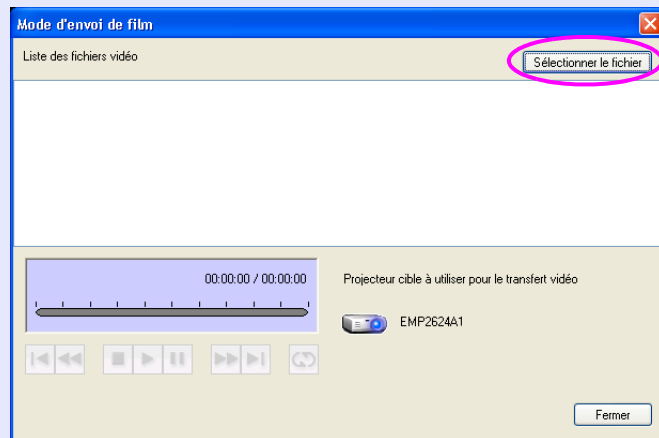 Mode d'envoi de film
Liste des fichiers vidéo
Sélectionner le fichier
00:00:00 / 00:00:00
Projecteur cible à utiliser pour le transfert vidéo
EMP2624A1
Fermer